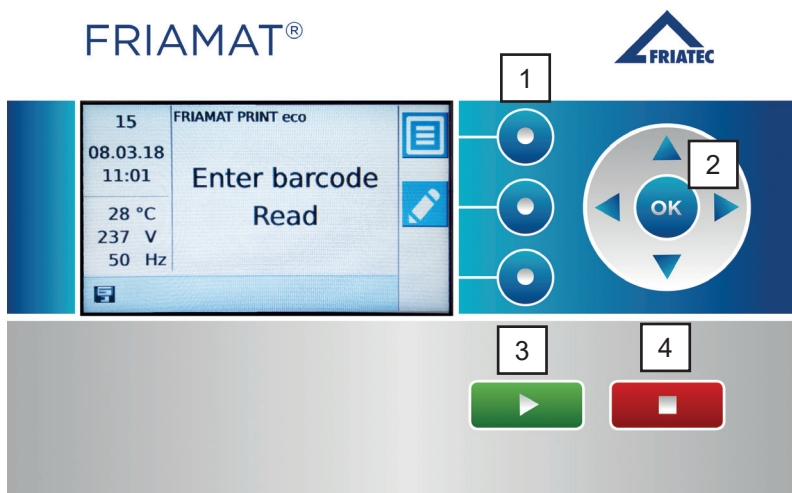 FRIAMAT®
FRIATEC
1
15
08.03.18
11:01
28 °C
237 V
50 Hz
FRIAMAT PRINT eco
Enter barcode
Read
2
OK
3
4